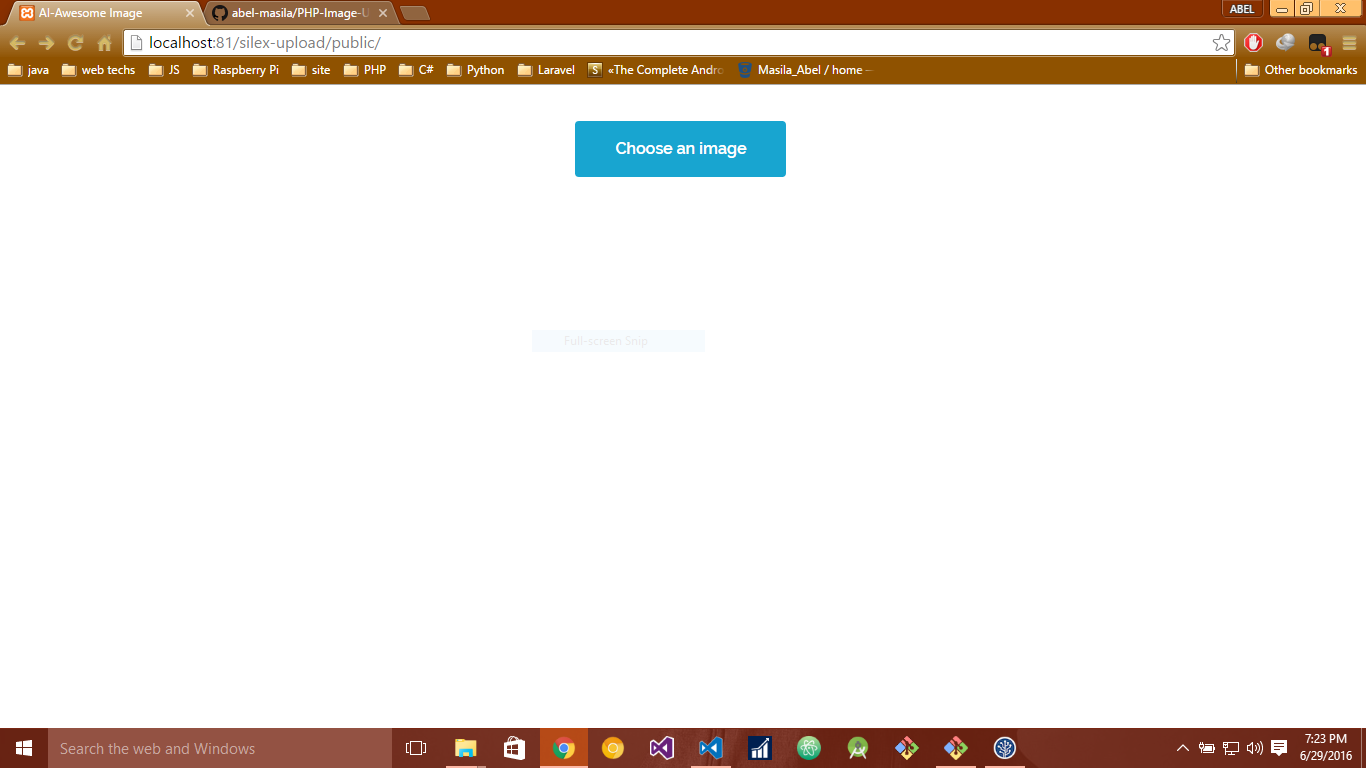 AI-Awesome Image
abel-masila/PHP-Image-U
ABEL
localhost:81/silex-upload/public/
1
java
web techs
JS
Raspberry Pi
site
PHP
C#
Python
Laravel
S
«The Complete Andro
Masila_Abel / home –
Other bookmarks
Choose an image
Full-screen Snip
Search the web and Windows
7:23 PM
6/29/2016